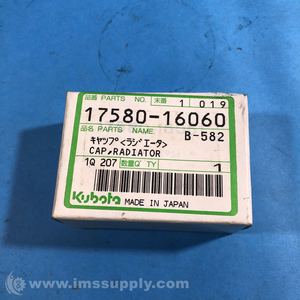 品番 PARTS NO. 末番 1 019
17580-16060
品名 PARTS NAME B-582
キャップ<ラジエータ>
CAP,RADIATOR
1Q 207 数量Q'TY 1
Kubota MADE IN JAPAN
© www.imssupply.com